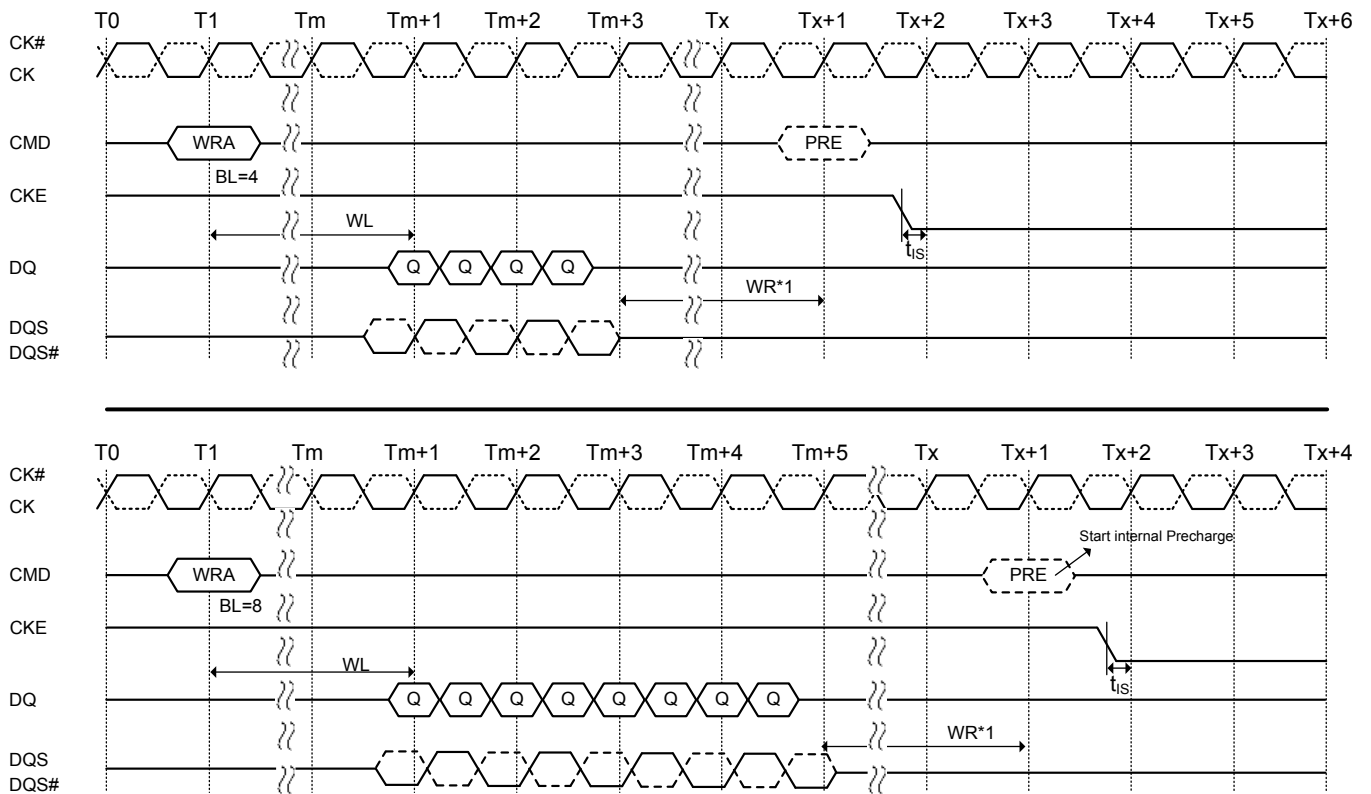 T0 T1 Tm Tm+1 Tm+2 Tm+3 Tx Tx+1 Tx+2 Tx+3 Tx+4 Tx+5 Tx+6
CK#
CK
CMD WRA PRE
BL=4
CKE
WL
tIS
DQ Q Q Q Q
WR*1
DQS
DQS#
T0 T1 Tm Tm+1 Tm+2 Tm+3 Tm+4 Tm+5 Tx Tx+1 Tx+2 Tx+3 Tx+4
CK#
CK
Start internal Precharge
CMD WRA PRE
BL=8
CKE
WL
tIS
DQ Q Q Q Q Q Q Q Q
WR*1
DQS
DQS#